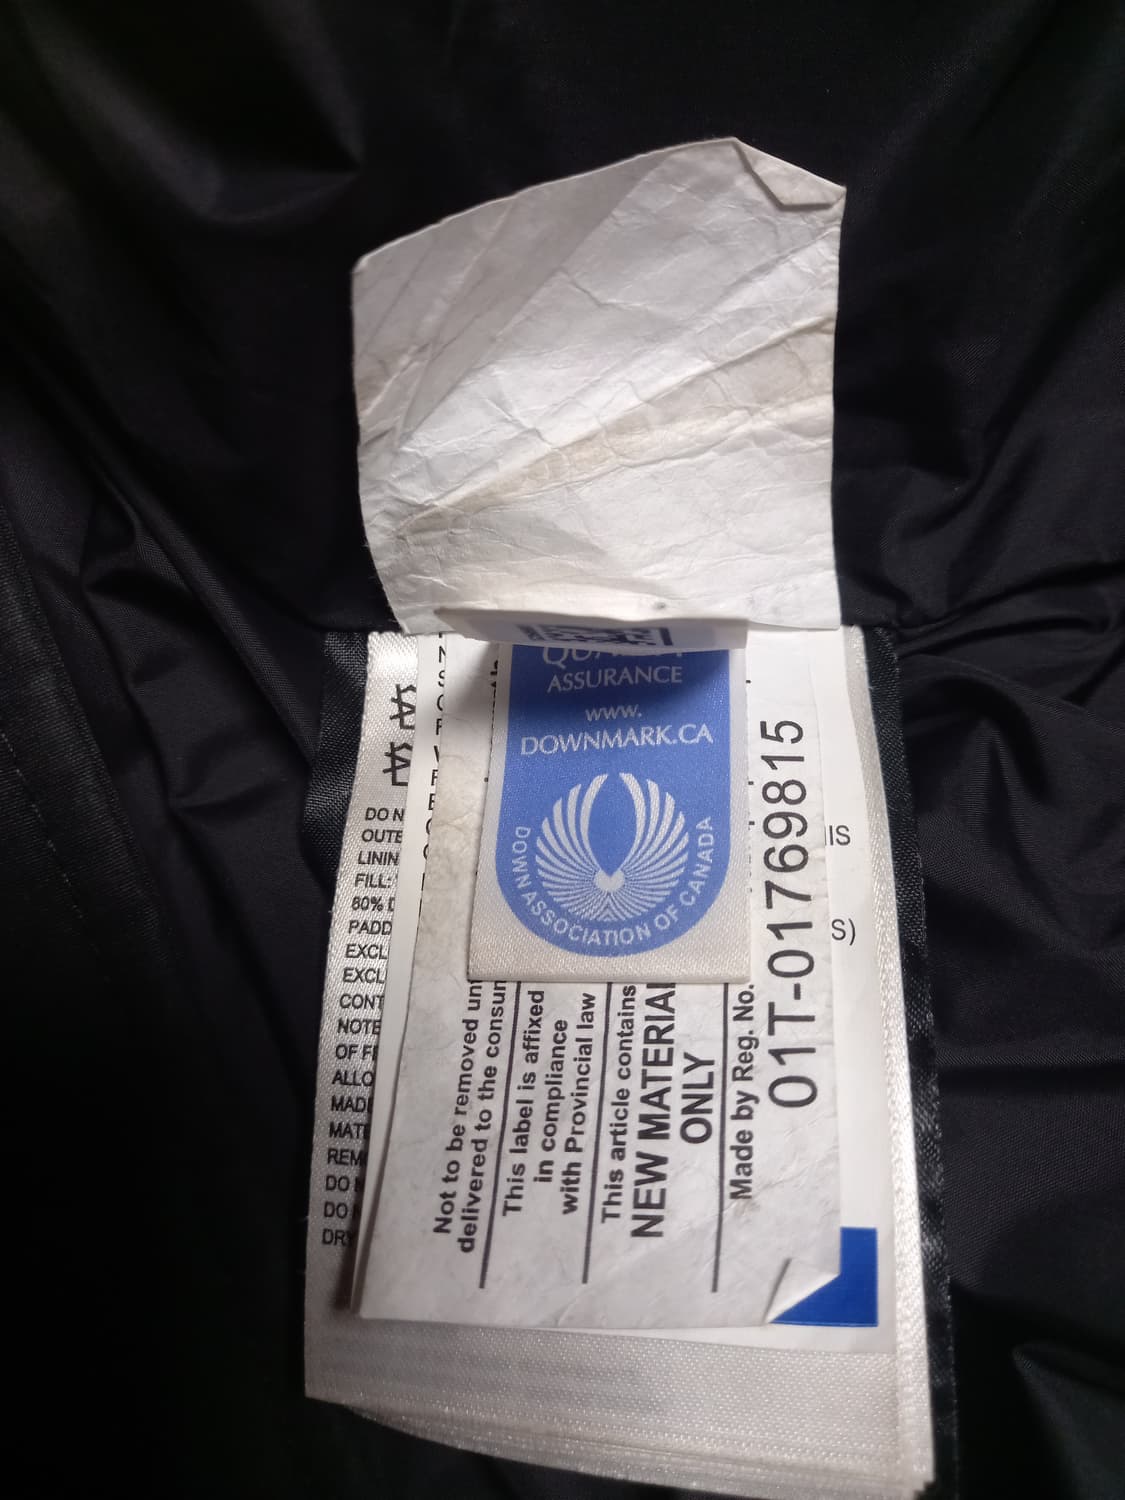 QUALITY
ASSURANCE
www.
DOWNMARK.CA
DOWN ASSOCIATION OF CANADA
Not to be removed un
delivered to the consu
This label is affixed
in compliance
with Provincial law
This article contains
NEW MATERIAL
ONLY
Made by Reg. No.
01T-01769815
IS
S)
DO N
OUTE
LININ
FILL:
80% D
PADD
EXCL
EXCL
CONT
NOTE
OF F
ALLO
MADE
MATE
REM
DO
DO
DRY